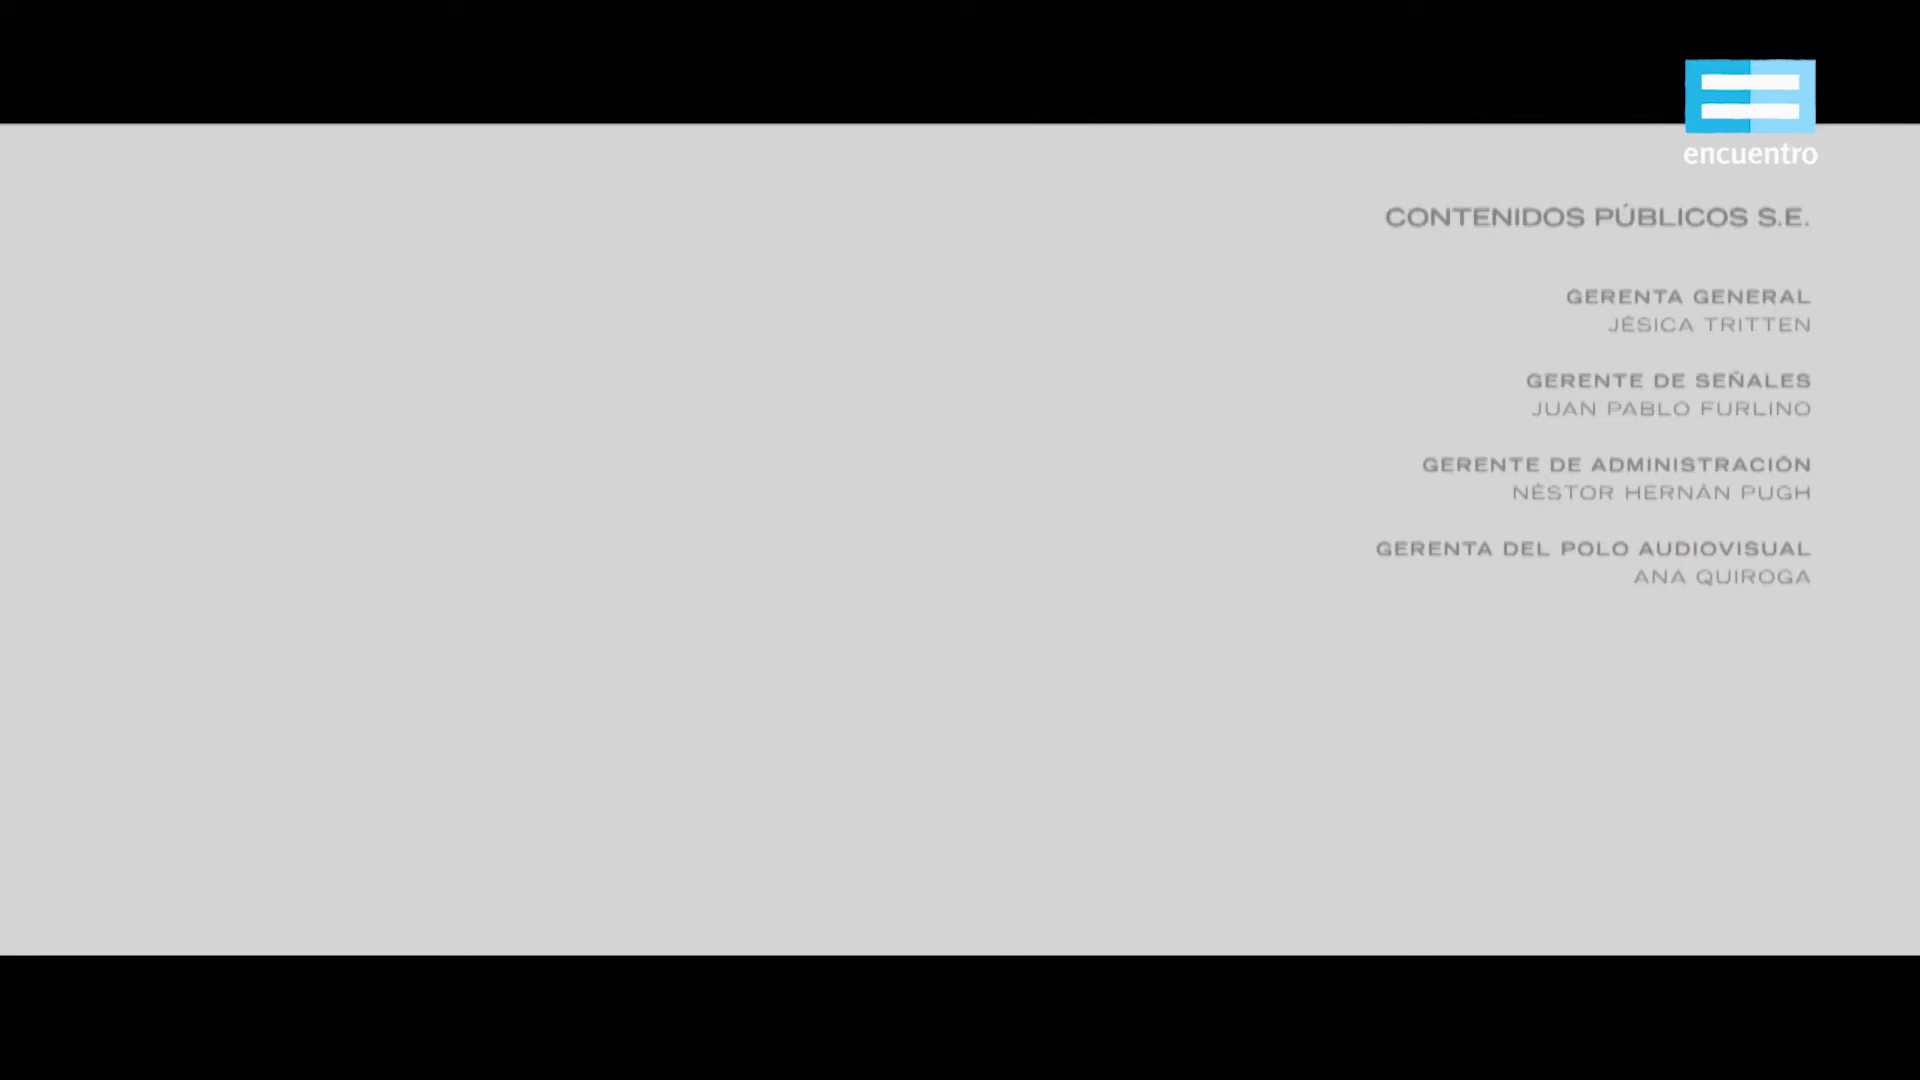 encuentro
CONTENIDOS PÚBLICOS S.E.
GERENTA GENERAL
JÉSICA TRITTEN
GERENTE DE SEÑALES
JUAN PABLO FURLINO
GERENTE DE ADMINISTRACIÓN
NÉSTOR HERNÁN PUGH
GERENTA DEL POLO AUDIOVISUAL
ANA QUIROGA